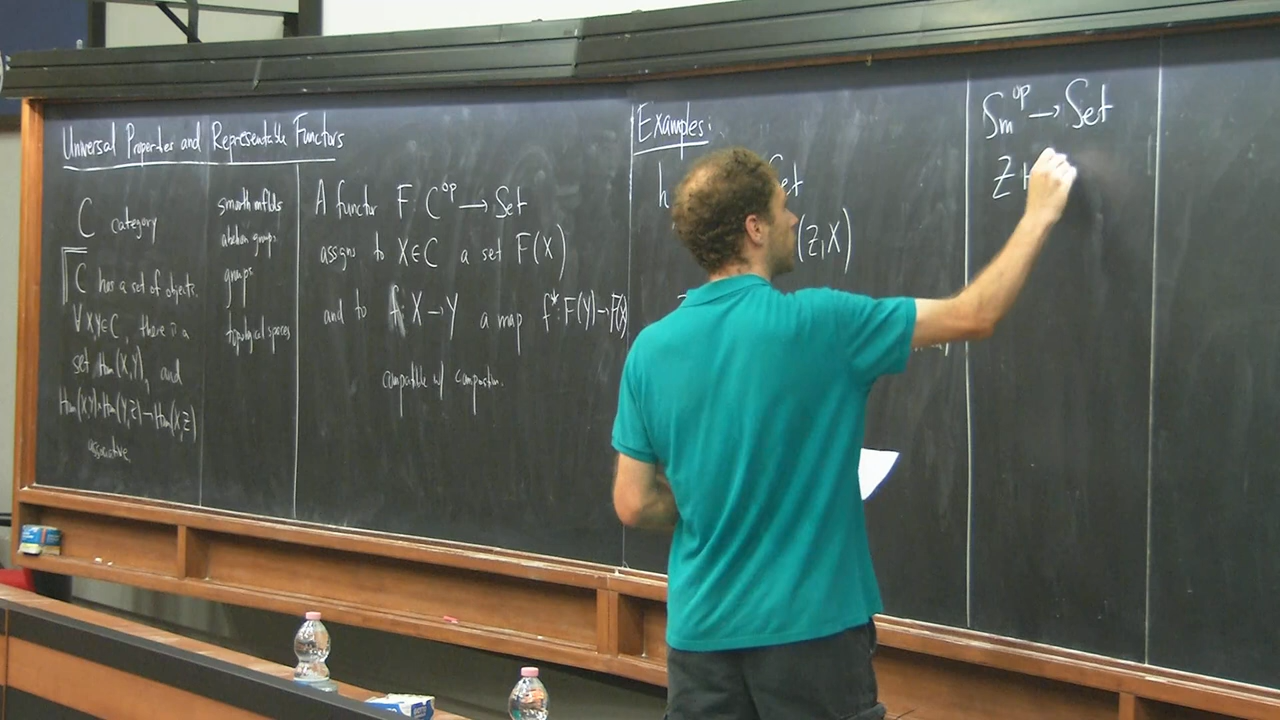 Universal Properties and Representable Functors
C category
C has a set of objects.
∀X,Y∈C, there is a
set Hom(X,Y), and
Hom(X,Y)×Hom(Y,Z)→Hom(X,Z)
associative
smooth mflds
abelian groups
groups
topological spaces
A functor F C^op → Set
assigns to X∈C a set F(X)
and to f: X→Y a map f*: F(Y)→F(X)
compatible w/ composition.
Examples:
h Set
(Z,X)
Sm^op → Set
Z